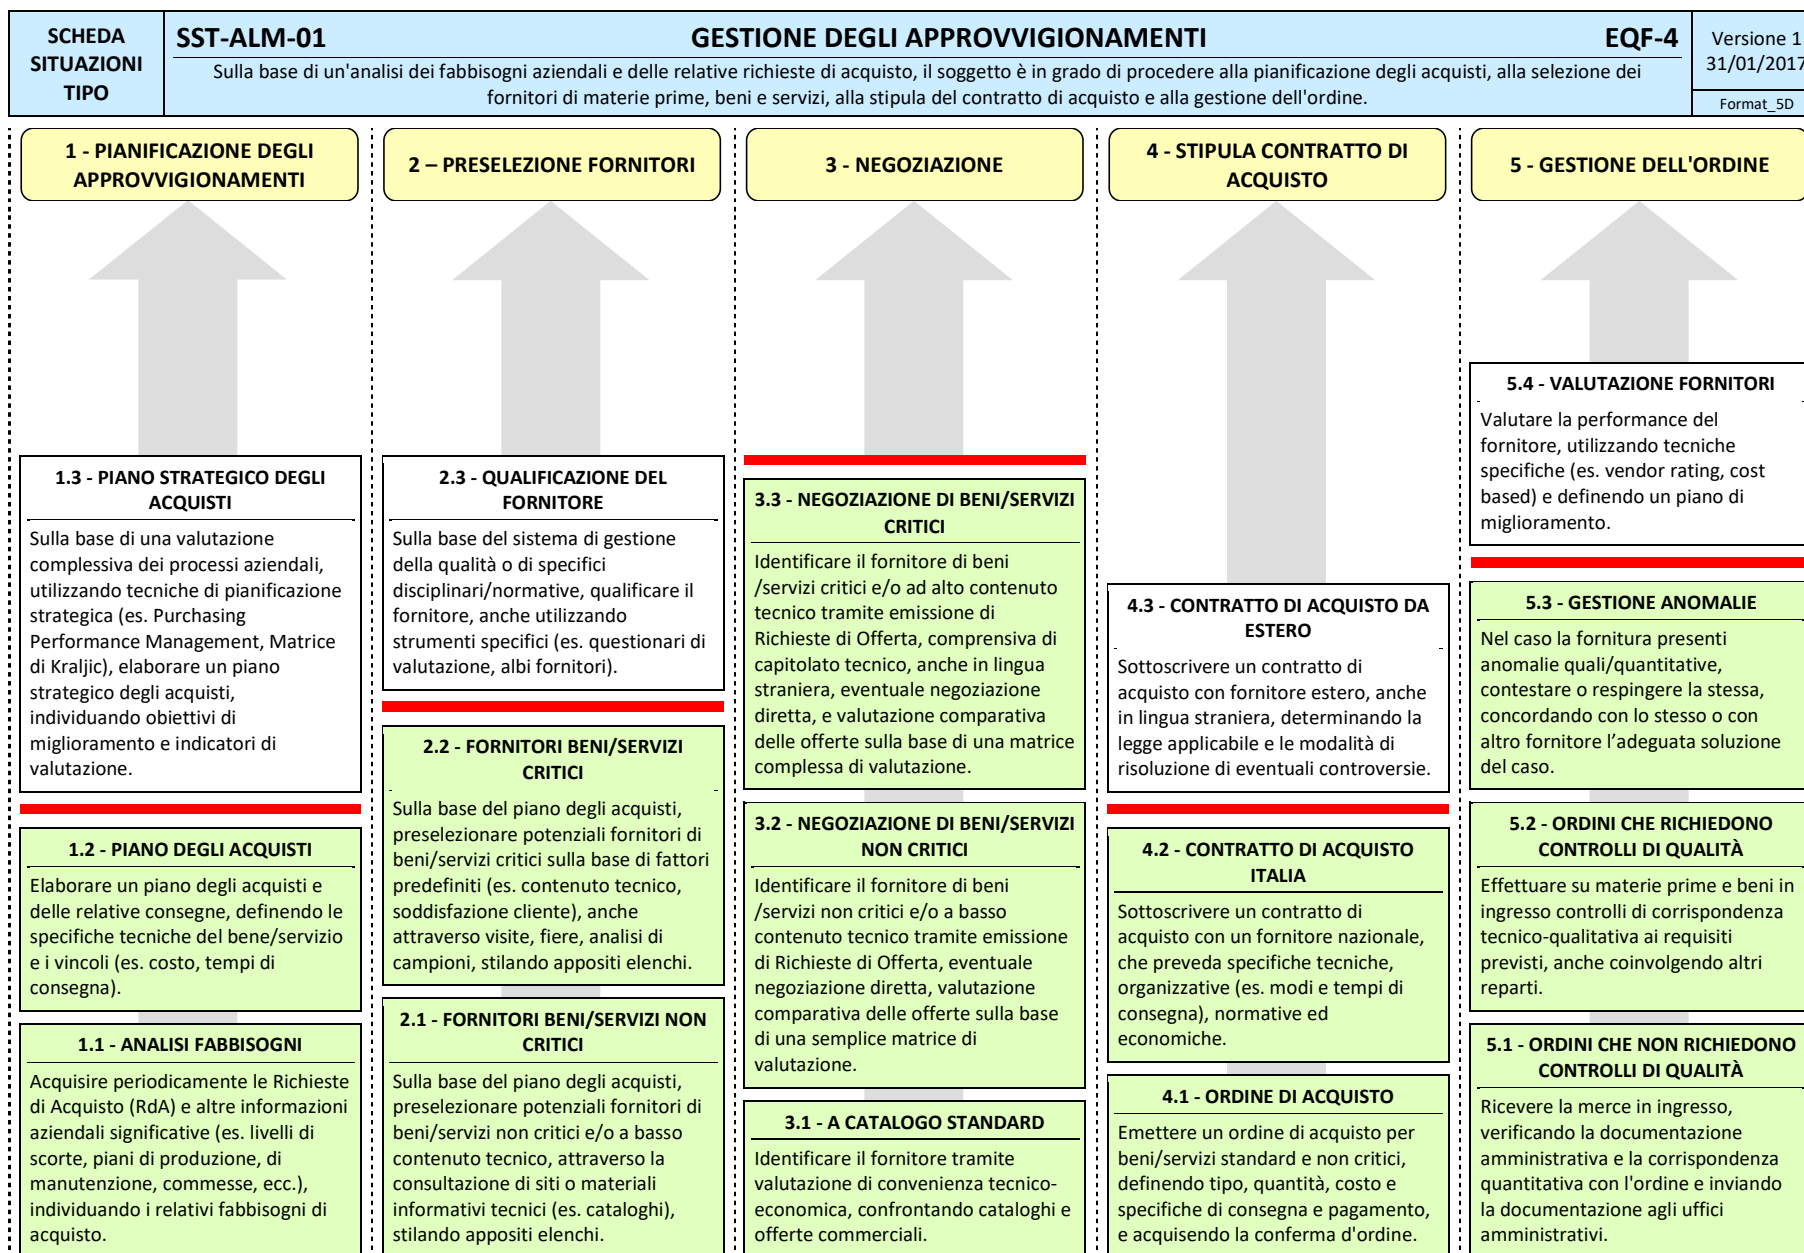 SCHEDA
SITUAZIONI
TIPO
SST-ALM-01
GESTIONE DEGLI APPROVVIGIONAMENTI
EQF-4
Sulla base di un'analisi dei fabbisogni aziendali e delle relative richieste di acquisto, il soggetto è in grado di procedere alla pianificazione degli acquisti, alla selezione dei
fornitori di materie prime, beni e servizi, alla stipula del contratto di acquisto e alla gestione dell'ordine.
Versione 1
31/01/2017
Format_5D
1 - PIANIFICAZIONE DEGLI
APPROVVIGIONAMENTI
1.3 - PIANO STRATEGICO DEGLI
ACQUISTI
Sulla base di una valutazione
complessiva dei processi aziendali,
utilizzando tecniche di pianificazione
strategica (es. Purchasing
Performance Management, Matrice
di Kraljic), elaborare un piano
strategico degli acquisti,
individuando obiettivi di
miglioramento e indicatori di
valutazione.
1.2 - PIANO DEGLI ACQUISTI
Elaborare un piano degli acquisti e
delle relative consegne, definendo le
specifiche tecniche del bene/servizio
e i vincoli (es. costo, tempi di
consegna).
1.1 - ANALISI FABBISOGNI
Acquisire periodicamente le Richieste
di Acquisto (RdA) e altre informazioni
aziendali significative (es. livelli di
scorte, piani di produzione, di
manutenzione, commesse, ecc.),
individuando i relativi fabbisogni di
acquisto.
2 – PRESELEZIONE FORNITORI
2.3 - QUALIFICAZIONE DEL
FORNITORE
Sulla base del sistema di gestione
della qualità o di specifici
disciplinari/normative, qualificare il
fornitore, anche utilizzando
strumenti specifici (es. questionari di
valutazione, albi fornitori).
2.2 - FORNITORI BENI/SERVIZI
CRITICI
Sulla base del piano degli acquisti,
preselezionare potenziali fornitori di
beni/servizi critici sulla base di fattori
predefiniti (es. contenuto tecnico,
soddisfazione cliente), anche
attraverso visite, fiere, analisi di
campioni, stilando appositi elenchi.
2.1 - FORNITORI BENI/SERVIZI NON
CRITICI
Sulla base del piano degli acquisti,
preselezionare potenziali fornitori di
beni/servizi non critici e/o a basso
contenuto tecnico, attraverso la
consultazione di siti o materiali
informativi tecnici (es. cataloghi),
stilando appositi elenchi.
3 - NEGOZIAZIONE
3.3 - NEGOZIAZIONE DI BENI/SERVIZI
CRITICI
Identificare il fornitore di beni
/servizi critici e/o ad alto contenuto
tecnico tramite emissione di
Richieste di Offerta, comprensiva di
capitolato tecnico, anche in lingua
straniera, eventuale negoziazione
diretta, e valutazione comparativa
delle offerte sulla base di una matrice
complessa di valutazione.
3.2 - NEGOZIAZIONE DI BENI/SERVIZI
NON CRITICI
Identificare il fornitore di beni
/servizi non critici e/o a basso
contenuto tecnico tramite emissione
di Richieste di Offerta, eventuale
negoziazione diretta, valutazione
comparativa delle offerte sulla base
di una semplice matrice di
valutazione.
3.1 - A CATALOGO STANDARD
Identificare il fornitore tramite
valutazione di convenienza tecnico-
economica, confrontando cataloghi e
offerte commerciali.
4 - STIPULA CONTRATTO DI
ACQUISTO
4.3 - CONTRATTO DI ACQUISTO DA
ESTERO
Sottoscrivere un contratto di
acquisto con fornitore estero, anche
in lingua straniera, determinando la
legge applicabile e le modalità di
risoluzione di eventuali controversie.
4.2 - CONTRATTO DI ACQUISTO
ITALIA
Sottoscrivere un contratto di
acquisto con un fornitore nazionale,
che preveda specifiche tecniche,
organizzative (es. modi e tempi di
consegna), normative ed
economiche.
4.1 - ORDINE DI ACQUISTO
Emettere un ordine di acquisto per
beni/servizi standard e non critici,
definendo tipo, quantità, costo e
specifiche di consegna e pagamento,
e acquisendo la conferma d'ordine.
5 - GESTIONE DELL'ORDINE
5.4 - VALUTAZIONE FORNITORI
Valutare la performance del
fornitore, utilizzando tecniche
specifiche (es. vendor rating, cost
based) e definendo un piano di
miglioramento.
5.3 - GESTIONE ANOMALIE
Nel caso la fornitura presenti
anomalie quali/quantitative,
contestare o respingere la stessa,
concordando con lo stesso o con
altro fornitore l’adeguata soluzione
del caso.
5.2 - ORDINI CHE RICHIEDONO
CONTROLLI DI QUALITÀ
Effettuare su materie prime e beni in
ingresso controlli di corrispondenza
tecnico-qualitativa ai requisiti
previsti, anche coinvolgendo altri
reparti.
5.1 - ORDINI CHE NON RICHIEDONO
CONTROLLI DI QUALITÀ
Ricevere la merce in ingresso,
verificando la documentazione
amministrativa e la corrispondenza
quantitativa con l'ordine e inviando
la documentazione agli uffici
amministrativi.